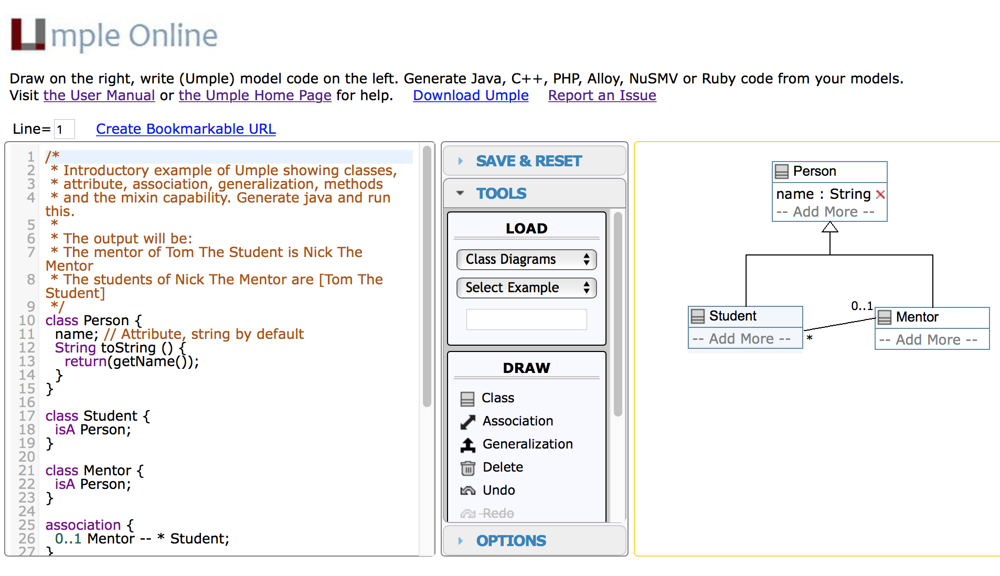 Umple Online
Draw on the right, write (Umple) model code on the left. Generate Java, C++, PHP, Alloy, NuSMV or Ruby code from your models.
Visit the User Manual or the Umple Home Page for help. Download Umple Report an Issue
Line= 1 Create Bookmarkable URL
1 /*
2 * Introductory example of Umple showing classes,
3 * attribute, association, generalization, methods
4 * and the mixin capability. Generate java and run
this.
5 *
6 * The output will be:
7 * The mentor of Tom The Student is Nick The
Mentor
8 * The students of Nick The Mentor are [Tom The
Student]
9 */
10 class Person {
11 name; // Attribute, string by default
12 String toString () {
13 return(getName());
14 }
15 }
16
17 class Student {
18 isA Person;
19 }
20
21 class Mentor {
22 isA Person;
23 }
24
25 association {
26 0..1 Mentor -- * Student;
27 }
SAVE & RESET
TOOLS
LOAD
Class Diagrams
Select Example
DRAW
Class
Association
Generalization
Delete
Undo
Redo
OPTIONS
Person
name : String
-- Add More --
Student
-- Add More --
*
0..1
Mentor
-- Add More --